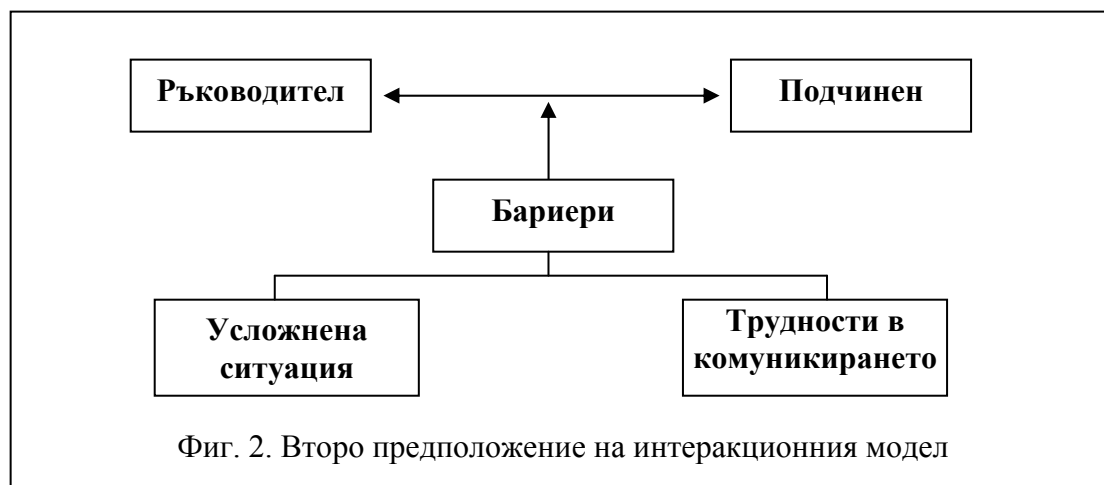 Ръководител
Подчинен
Бариери
Усложнена
ситуация
Трудности в
комуникирането
Фиг. 2. Второ предположение на интеракционния модел